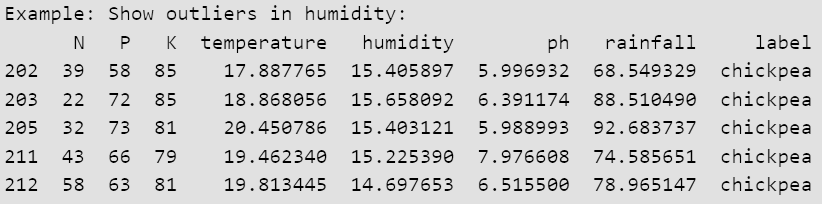 Example: Show outliers in humidity:
N P K temperature humidity ph rainfall label
202 39 58 85 17.887765 15.405897 5.996932 68.549329 chickpea
203 22 72 85 18.868056 15.658092 6.391174 88.510490 chickpea
205 32 73 81 20.450786 15.403121 5.988993 92.683737 chickpea
211 43 66 79 19.462340 15.225390 7.976608 74.585651 chickpea
212 58 63 81 19.813445 14.697653 6.515500 78.965147 chickpea